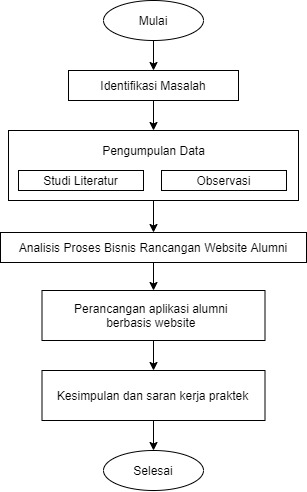 Mulai
Identifikasi Masalah
Pengumpulan Data
Studi Literatur
Observasi
Analisis Proses Bisnis Rancangan Website Alumni
Perancangan aplikasi alumni
berbasis website
Kesimpulan dan saran kerja praktek
Selesai